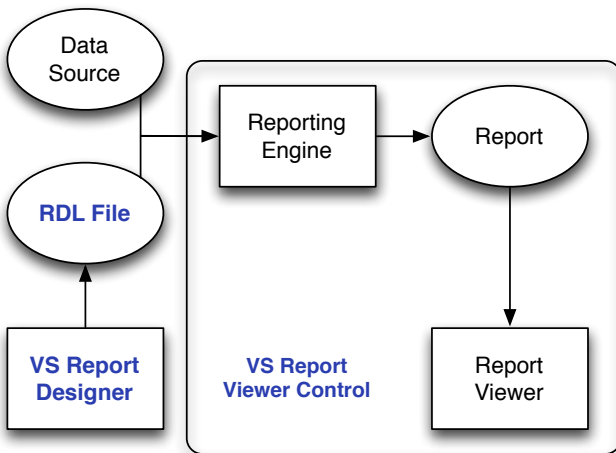 Data
Source
Reporting
Engine
Report
RDL File
VS Report
Designer
VS Report
Viewer Control
Report
Viewer